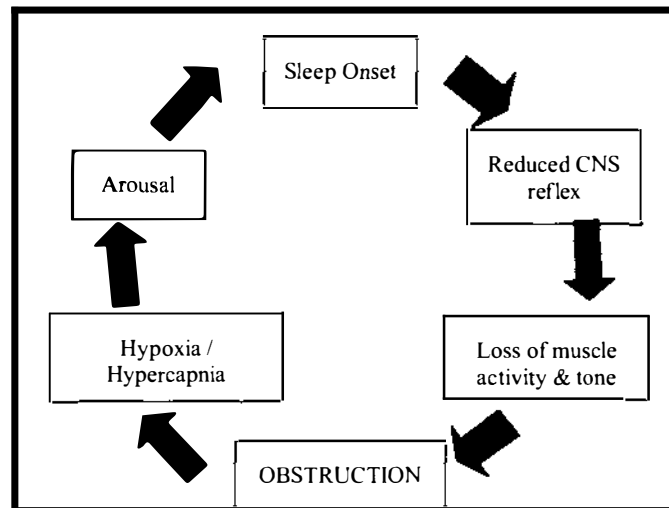 Sleep Onset
Reduced CNS
reflex
Loss of muscle
activity & tone
OBSTRUCTION
Hypoxia /
Hypercapnia
Arousal